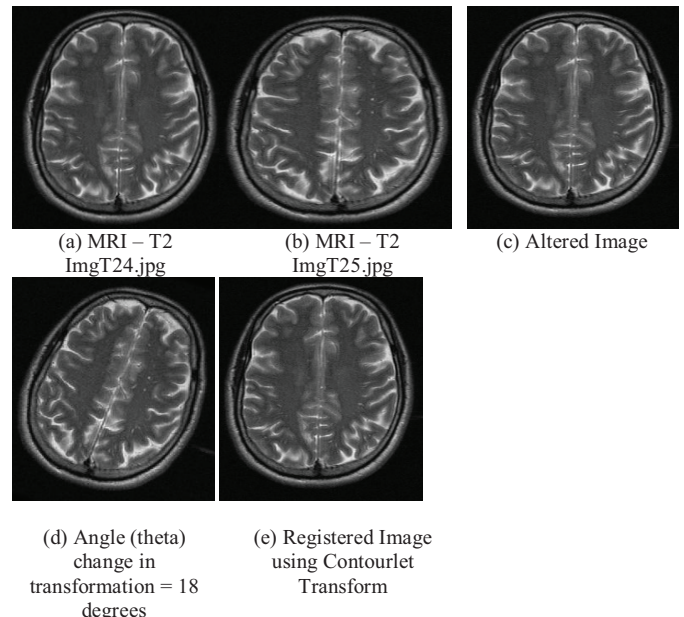 (a) MRI – T2
ImgT24.jpg
(b) MRI – T2
ImgT25.jpg
(c) Altered Image
(d) Angle (theta)
change in
transformation = 18
degrees
(e) Registered Image
using Contourlet
Transform